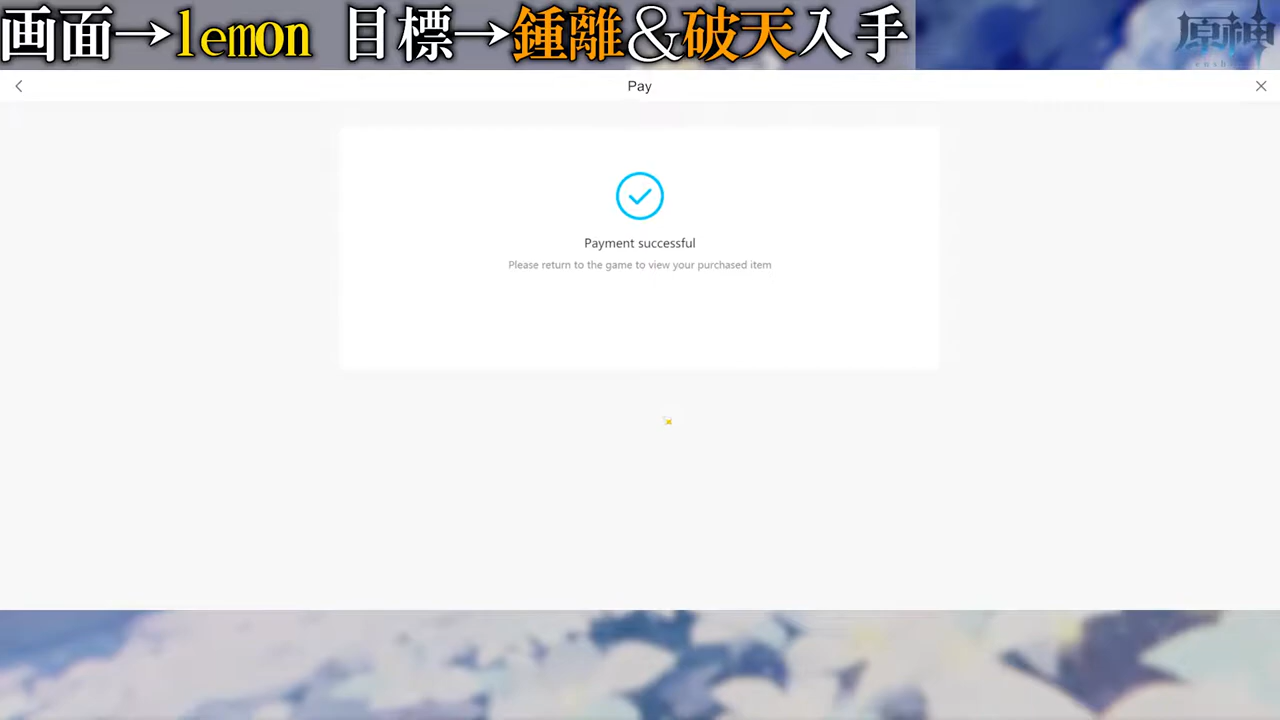 画面→lemon 目標→鍾離&破天入手
原神
Pay
Payment successful
Please return to the game to view your purchased item